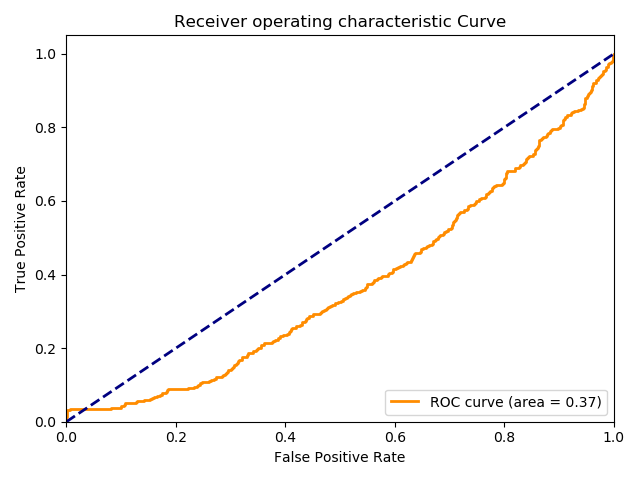 Receiver operating characteristic Curve
1.0
0.8
0.6
0.4
0.2
0.0
True Positive Rate
ROC curve (area = 0.37)
0.0 0.2 0.4 0.6 0.8 1.0
False Positive Rate